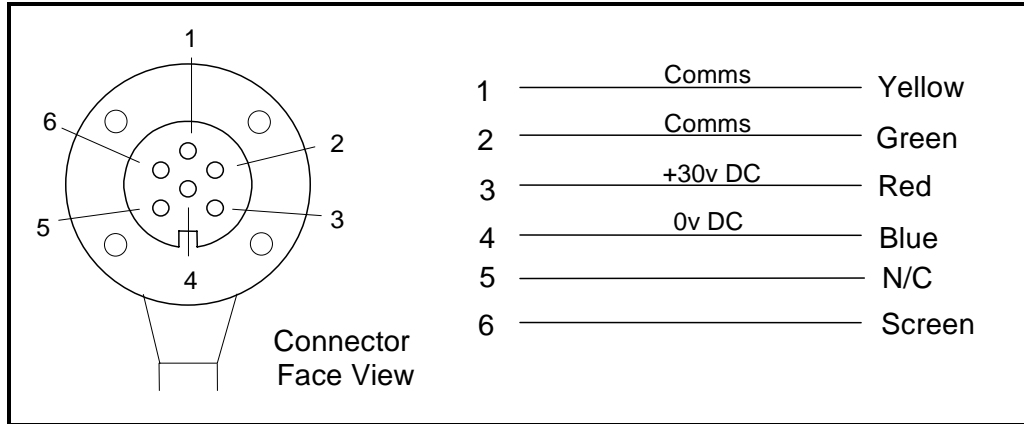 1
6
2
5
3
4
Connector
Face View
1 Comms Yellow
2 Comms Green
3 +30v DC Red
4 0v DC Blue
5 N/C
6 Screen